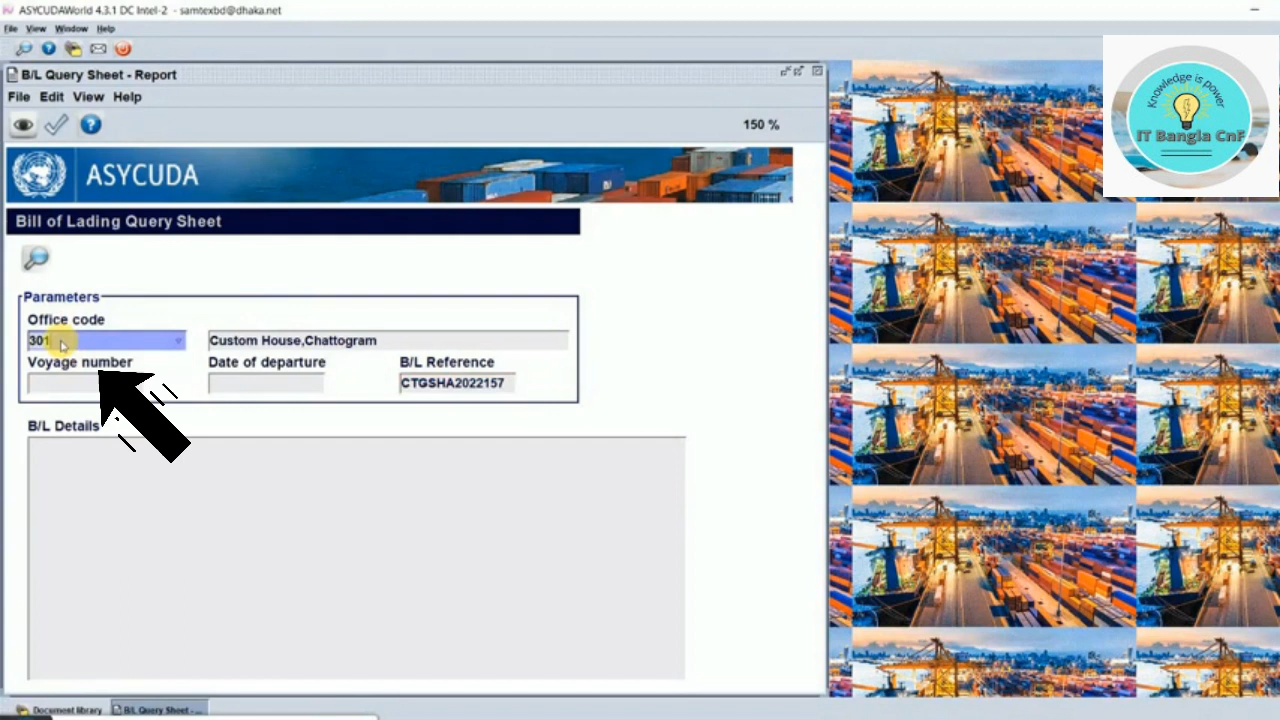 ASYCUDAWorld 4.3.1 DC Intel-2 - samtexbd@dhaka.net
File View Window Help
B/L Query Sheet - Report
File Edit View Help
150 %
ASYCUDA
Bill of Lading Query Sheet
Parameters
Office code
301 Custom House,Chattogram
Voyage number Date of departure B/L Reference
CTGSHA2022157
B/L Details
Document library B/L Query Sheet -...
Knowledge is power
IT Bangla CnF